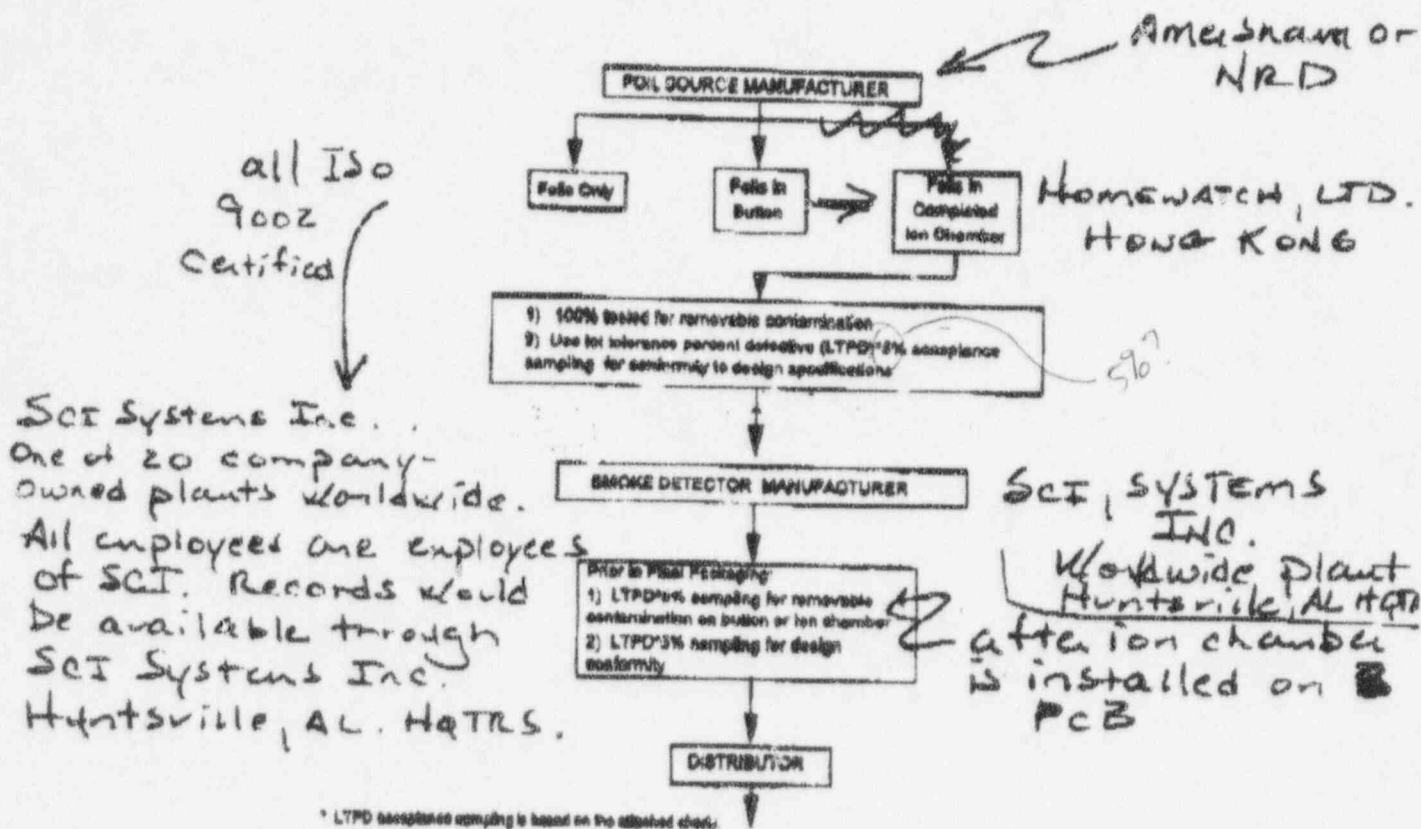 Amersham or
NRD
FOIL SOURCE MANUFACTURER
all ISO
9002
Certified
Foils Only
Foils in
Button
Foils in
Completed
Ion Chamber
HOMEWATCH, LTD.
HONG KONG
1) 100% tested for removable contamination
2) Use lot tolerance percent defective (LTPD)* % acceptance
sampling for conformity to design specifications
5%?
SCI Systems Inc.
One of 20 company-
owned plants worldwide.
All employees are employees
of SCI. Records would
be available through
SCI Systems Inc.
Huntsville, AL. HQTRS.
SMOKE DETECTOR MANUFACTURER
SCI, SYSTEMS
INC.
Worldwide plant
Huntsville, AL HQTR
after ion chamber
is installed on
PCB
Prior to Final Packaging:
1) LTPD* % sampling for removable
contamination on button or ion chamber
2) LTPD* % sampling for design
conformity
DISTRIBUTOR
* LTPD acceptance sampling is based on the attached charts.